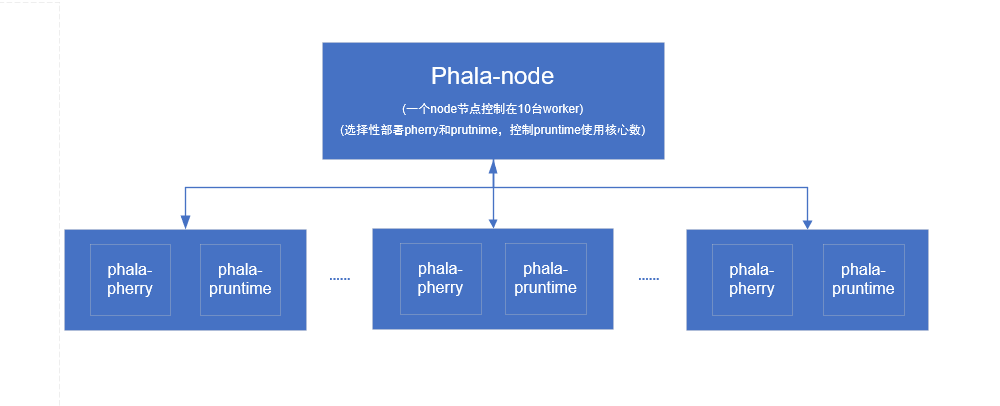 Phala-node
(一个node节点控制在10台worker)
(选择性部署pherry和prutnime，控制pruntime使用核心数)
phala-
pherry
phala-
pruntime
......
phala-
pherry
phala-
pruntime
......
phala-
pherry
phala-
pruntime